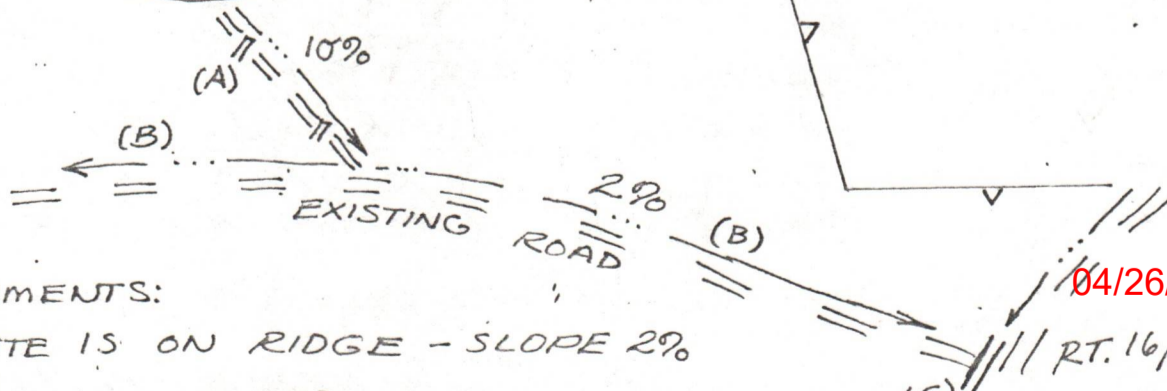 10%
(A)
(B)
2%
EXISTING ROAD
(B)
MENTS:
04/26/
TE IS ON RIDGE - SLOPE 2%
RT. 16/
(C)